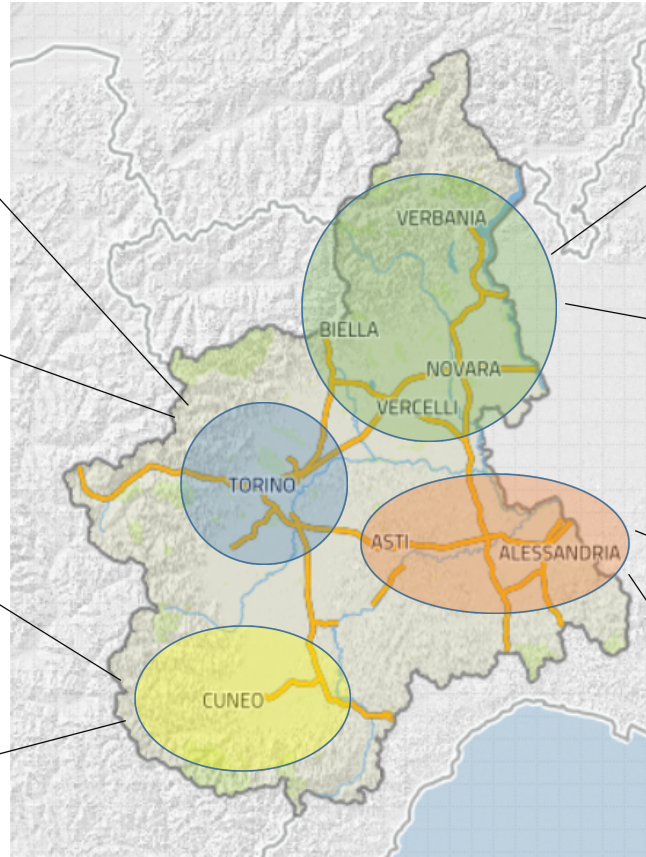 VERBANIA
BIELLA
NOVARA
VERCELLI
TORINO
ASTI
ALESSANDRIA
CUNEO